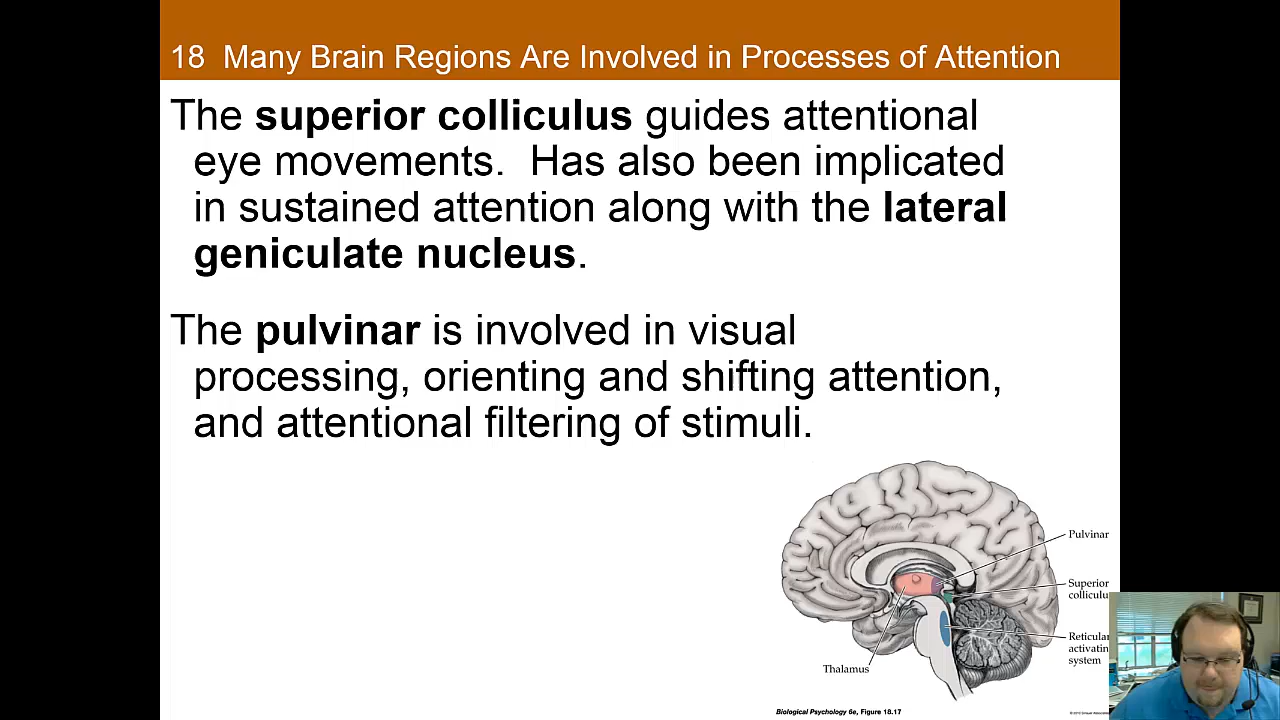 18  Many Brain Regions Are Involved in Processes of Attention
The superior colliculus guides attentional
eye movements.  Has also been implicated
in sustained attention along with the lateral
geniculate nucleus.
The pulvinar is involved in visual
processing, orienting and shifting attention,
and attentional filtering of stimuli.
Pulvinar
Superior
colliculu
Reticular
activatin
system
Thalamus
Biological Psychology 6e, Figure 18.17